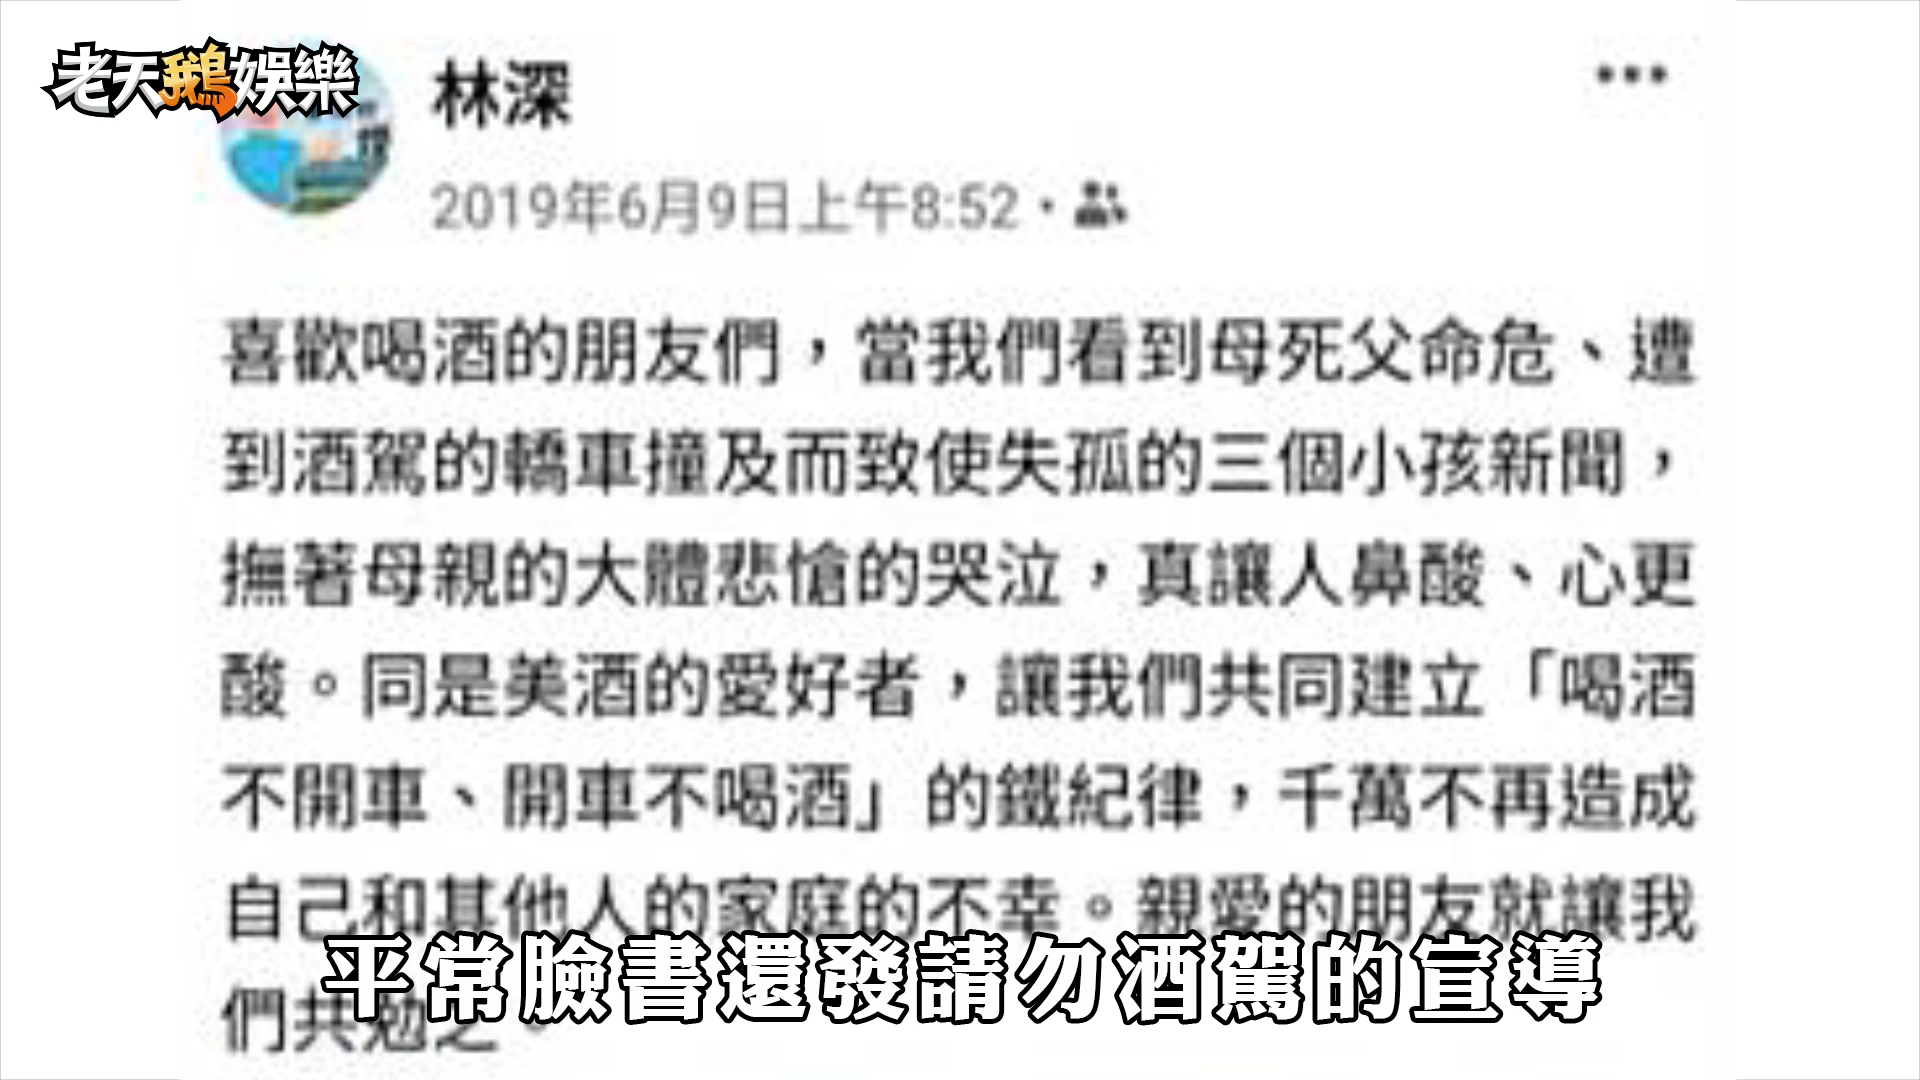 老天鵝娛樂
林深
2019年6月9日上午8:52・
喜歡喝酒的朋友們，當我們看到母死父命危、遭
到酒駕的轎車撞及而致使失孤的三個小孩新聞，
撫著母親的大體悲愴的哭泣，真讓人鼻酸、心更
酸。同是美酒的愛好者，讓我們共同建立「喝酒
不開車、開車不喝酒」的鐵紀律，千萬不再造成
自己和其他人的家庭的不幸。親愛的朋友就讓我
們共勉之
平常臉書還發請勿酒駕的宣導